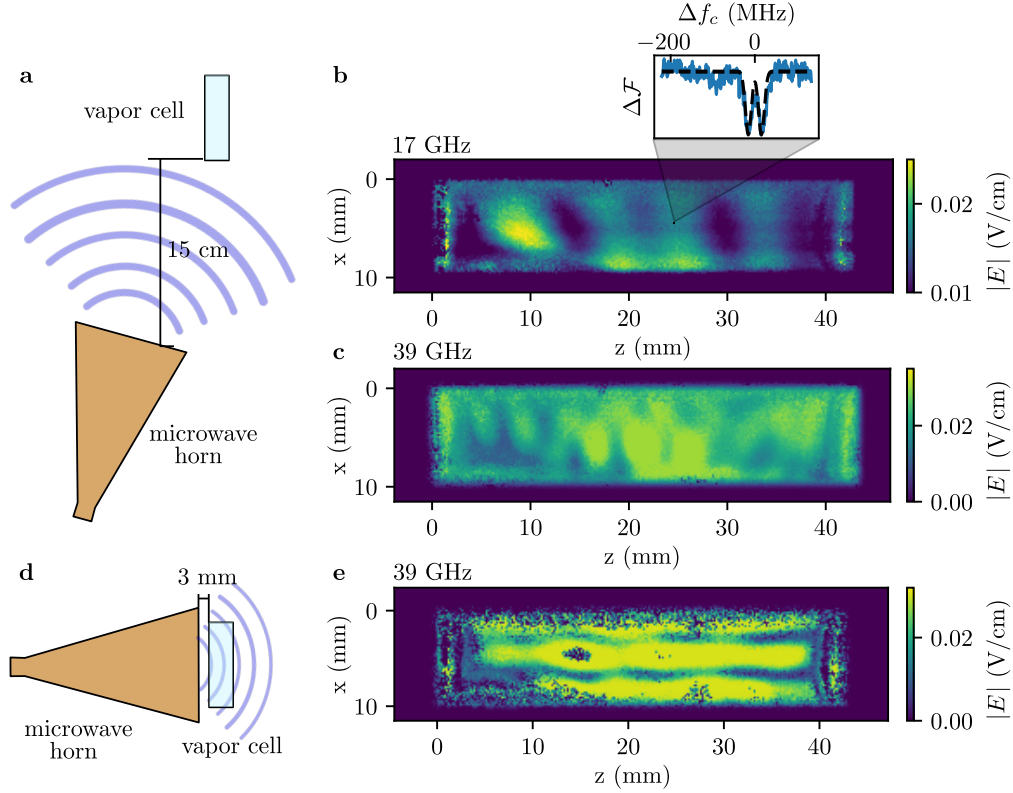 a
vapor cell
15 cm
microwave
horn
b
Δf_c (MHz)
−200 0
Δℱ
17 GHz
0
10
x (mm)
0 10 20 30 40
z (mm)
0.02
0.01
|E| (V/cm)
c
39 GHz
0
10
x (mm)
0 10 20 30 40
z (mm)
0.02
0.00
|E| (V/cm)
d
3 mm
microwave
horn
vapor cell
e
39 GHz
0
10
x (mm)
0 10 20 30 40
z (mm)
0.02
0.00
|E| (V/cm)